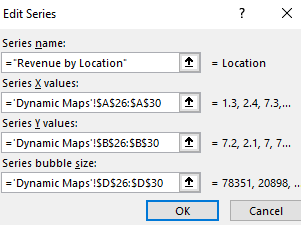 Edit Series ? ×
Series name:
="Revenue by Location" = Location
Series X values:
='Dynamic Maps'!$A$26:$A$30 = 1.3, 2.4, 7.3,...
Series Y values:
='Dynamic Maps'!$B$26:$B$30 = 7.2, 2.1, 7, 7...
Series bubble size:
='Dynamic Maps'!$D$26:$D$30 = 78351, 20898, ...
OK Cancel